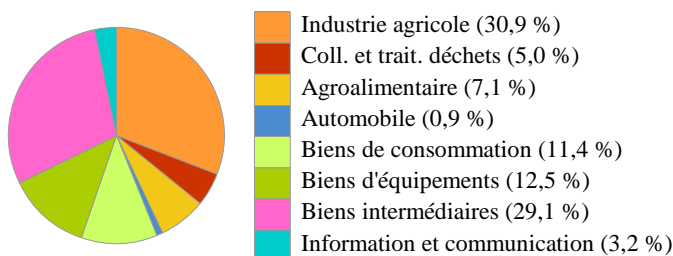 Industrie agricole (30,9 %)
Coll. et trait. déchets (5,0 %)
Agroalimentaire (7,1 %)
Automobile (0,9 %)
Biens de consommation (11,4 %)
Biens d'équipements (12,5 %)
Biens intermédiaires (29,1 %)
Information et communication (3,2 %)